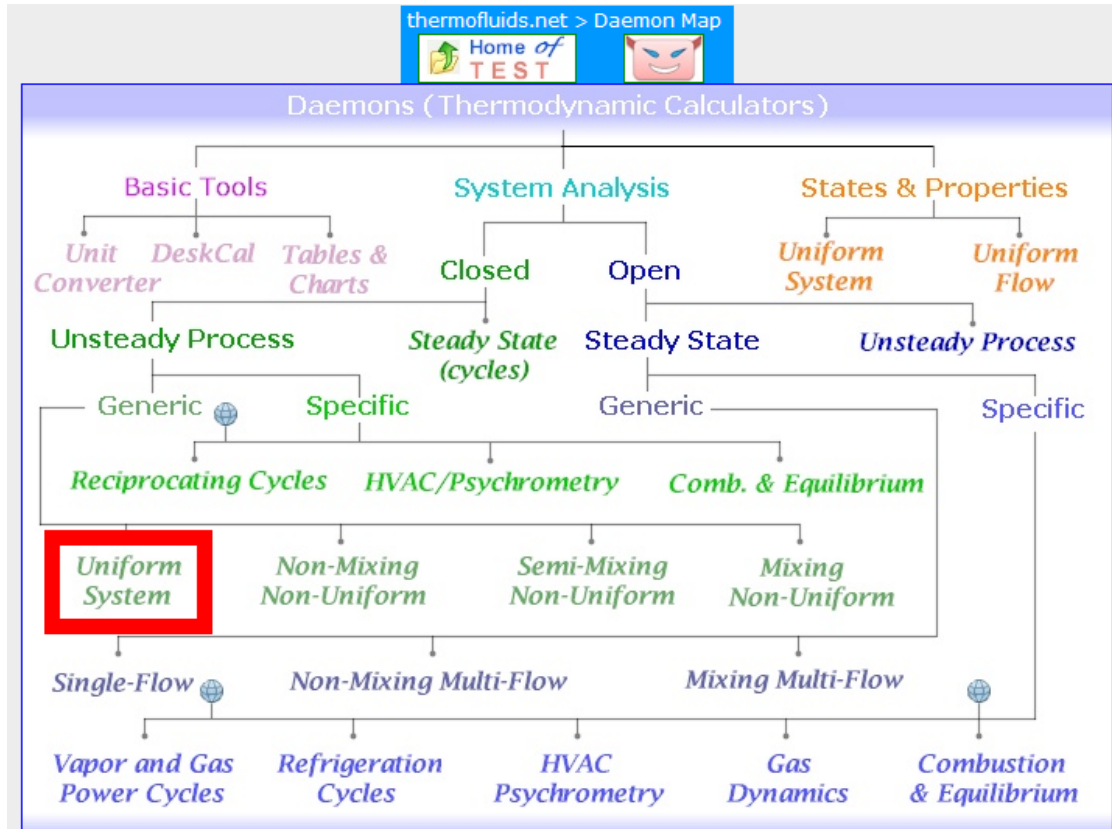 thermofluids.net > Daemon Map
Home of
TEST
Daemons (Thermodynamic Calculators)
Basic Tools
System Analysis
States & Properties
Unit
Converter
DeskCal
Tables &
Charts
Closed
Open
Uniform
System
Uniform
Flow
Unsteady Process
Steady State
(cycles)
Steady State
Unsteady Process
Generic
Specific
Generic
Specific
Reciprocating Cycles
HVAC/Psychrometry
Comb. & Equilibrium
Uniform
System
Non-Mixing
Non-Uniform
Semi-Mixing
Non-Uniform
Mixing
Non-Uniform
Single-Flow
Non-Mixing Multi-Flow
Mixing Multi-Flow
Vapor and Gas
Power Cycles
Refrigeration
Cycles
HVAC
Psychrometry
Gas
Dynamics
Combustion
& Equilibrium